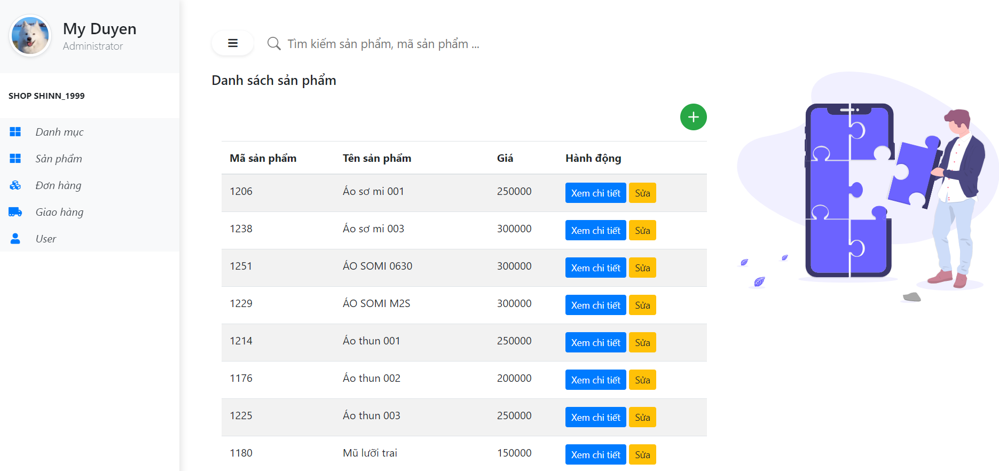 My Duyen
Administrator
SHOP SHINN_1999
Danh mục
Sản phẩm
Đơn hàng
Giao hàng
User
Tìm kiếm sản phẩm, mã sản phẩm ...
Danh sách sản phẩm
Mã sản phẩm Tên sản phẩm Giá Hành động
1206 Áo sơ mi 001 250000 Xem chi tiết Sửa
1238 Áo sơ mi 003 300000 Xem chi tiết Sửa
1251 ÁO SOMI 0630 300000 Xem chi tiết Sửa
1229 ÁO SOMI M2S 300000 Xem chi tiết Sửa
1214 Áo thun 001 250000 Xem chi tiết Sửa
1176 Áo thun 002 200000 Xem chi tiết Sửa
1225 Áo thun 003 250000 Xem chi tiết Sửa
1180 Mũ lưỡi trai 150000 Xem chi tiết Sửa